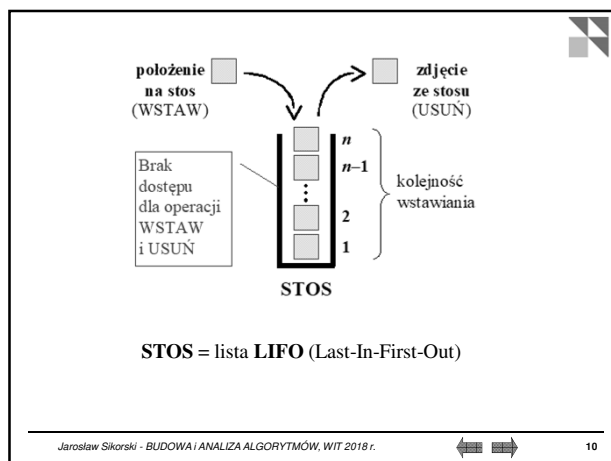 położenie
na stos
(WSTAW)
zdjęcie
ze stosu
(USUŃ)
Brak
dostępu
dla operacji
WSTAW
i USUŃ
n
n–1
2
1
kolejność
wstawiania
STOS
STOS = lista LIFO (Last-In-First-Out)
Jarosław Sikorski - BUDOWA i ANALIZA ALGORYTMÓW, WIT 2018 r.
10